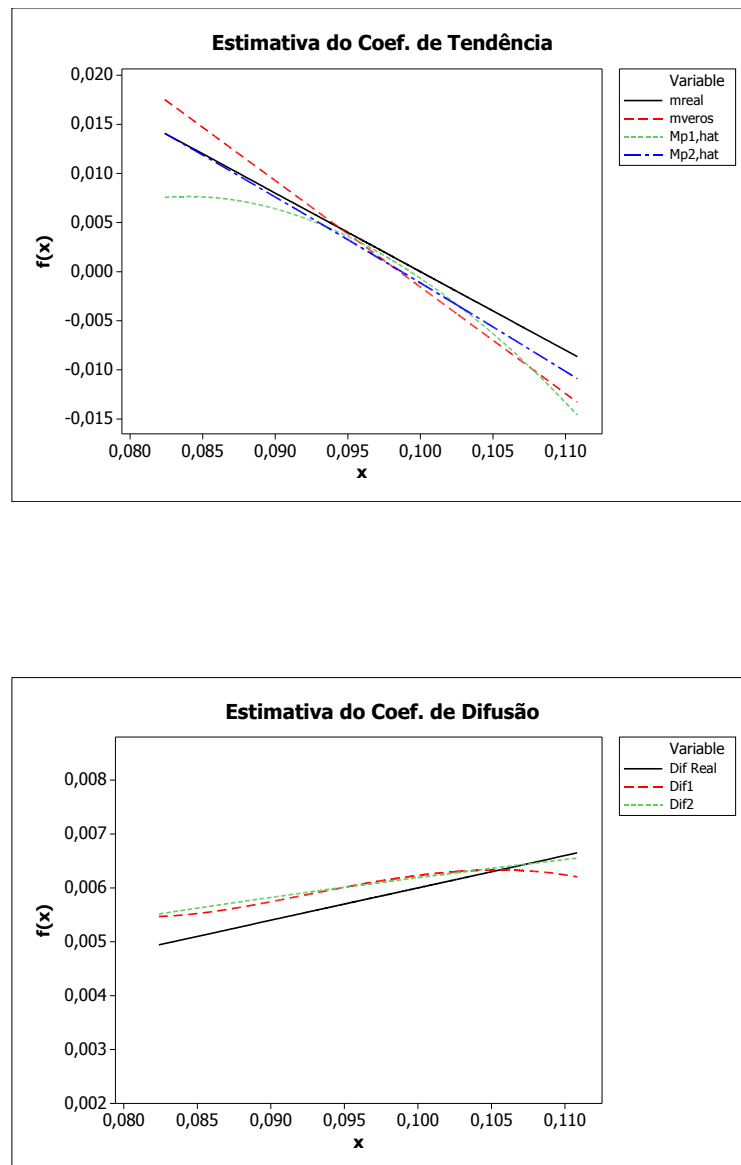 Estimativa do Coef. de Tendência
0,020
0,015
0,010
0,005
0,000
-0,005
-0,010
-0,015
f(x)
0,080 0,085 0,090 0,095 0,100 0,105 0,110
x
Variable
mreal
mveros
Mp1,hat
Mp2,hat
Estimativa do Coef. de Difusão
0,008
0,007
0,006
0,005
0,004
0,003
0,002
f(x)
0,080 0,085 0,090 0,095 0,100 0,105 0,110
x
Variable
Dif Real
Dif1
Dif2